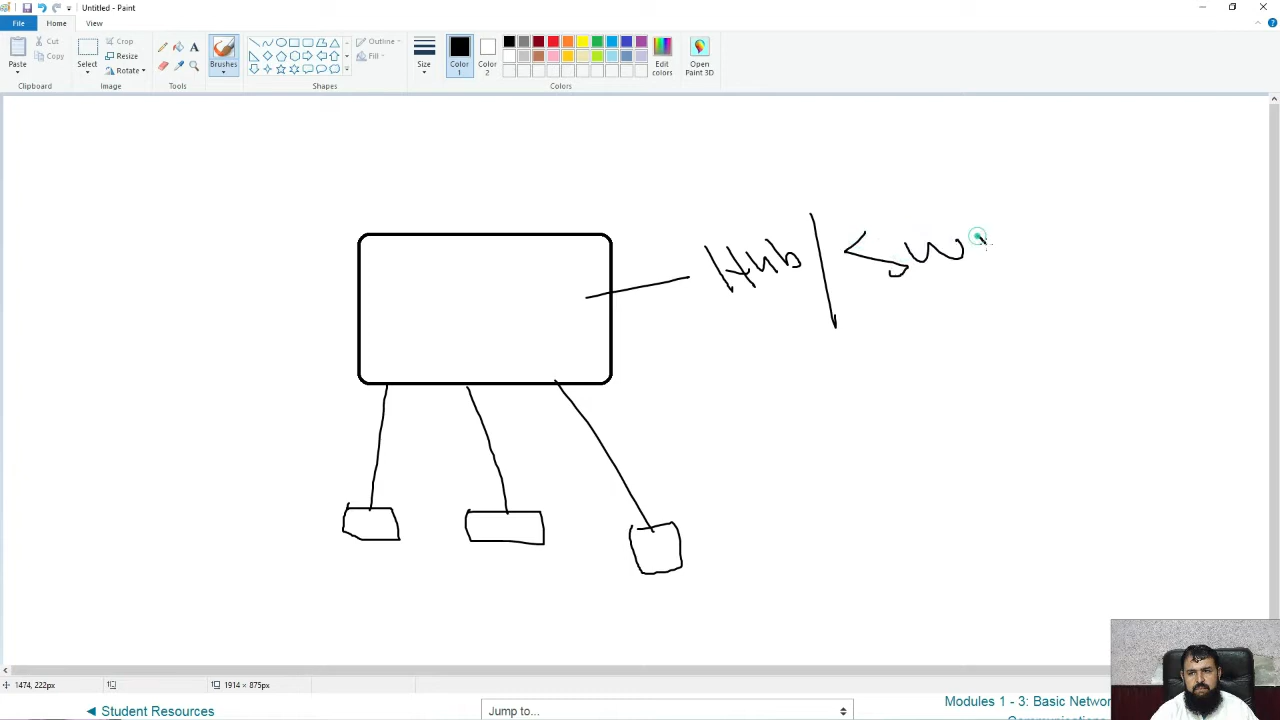 Untitled - Paint
File Home View
Paste Cut Copy Clipboard
Select Crop Resize Rotate Image
Tools
Brushes
Outline Fill Shapes
Size
Color 1
Color 2
Edit colors
Colors
Open Paint 3D
Hub / Sw
1474, 222px
1914 × 875px
◄ Student Resources
Jump to...
Modules 1 - 3: Basic Networ